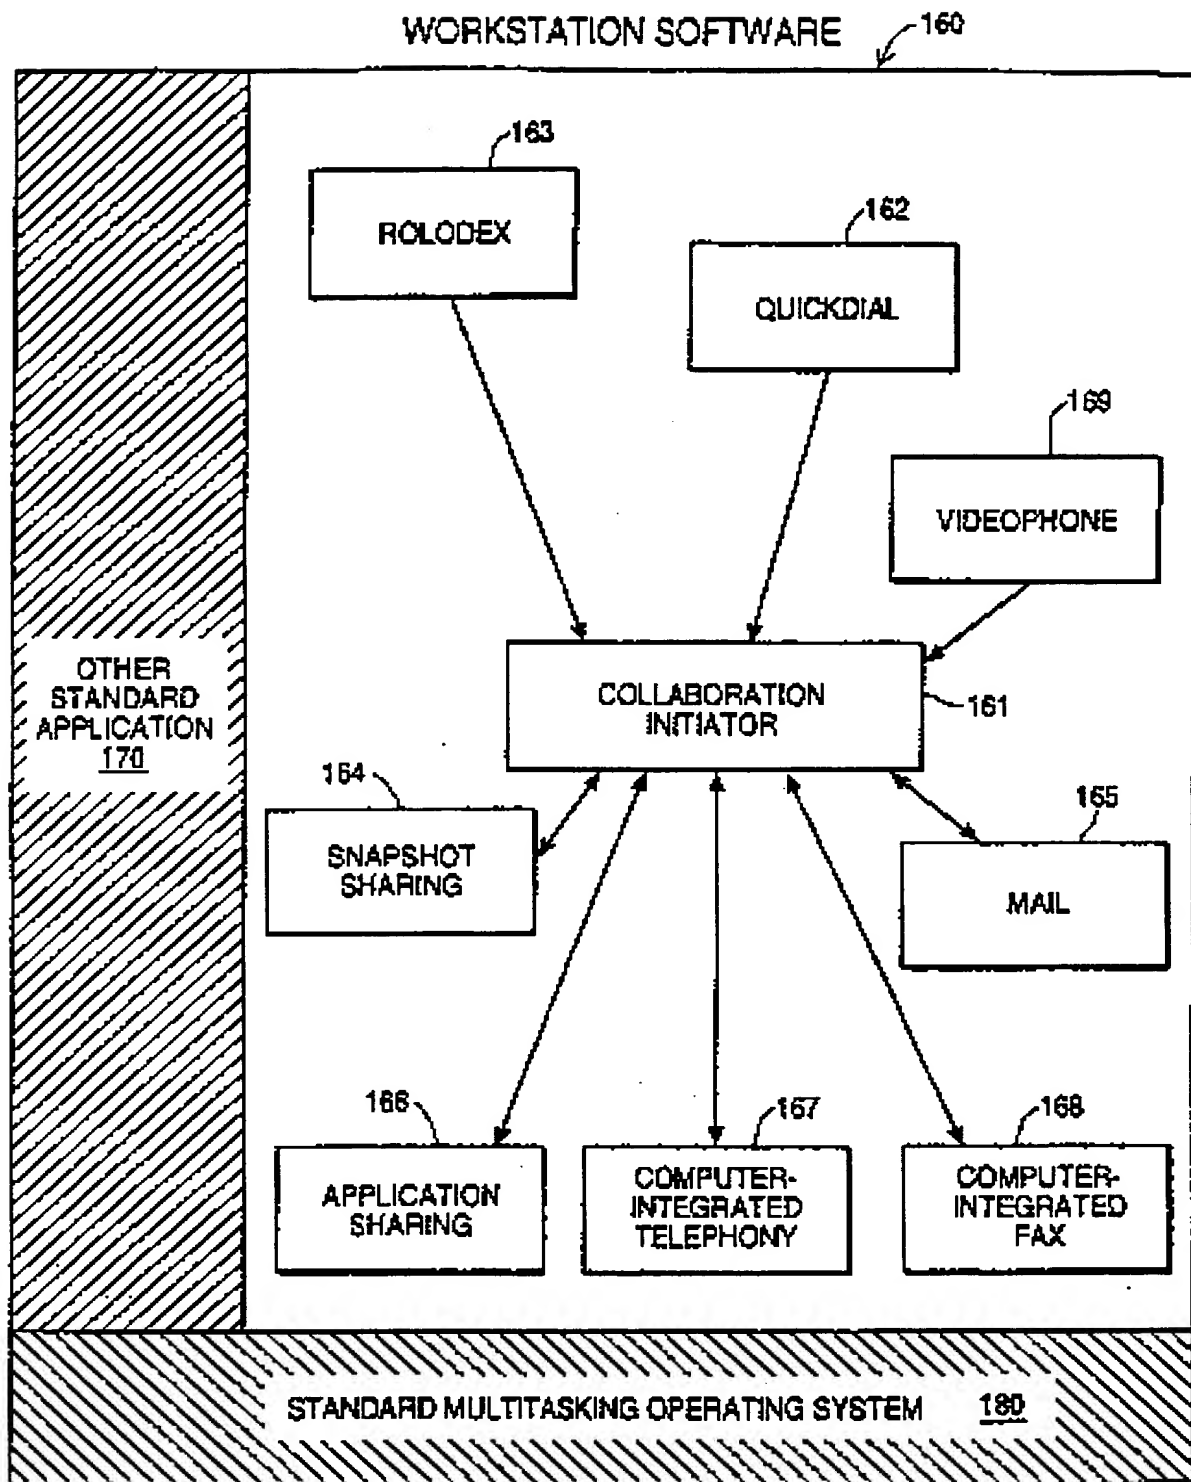 WORKSTATION SOFTWARE
160
163
ROLODEX
162
QUICKDIAL
169
VIDEOPHONE
COLLABORATION
INITIATOR
161
OTHER
STANDARD
APPLICATION
170
164
SNAPSHOT
SHARING
165
MAIL
166
APPLICATION
SHARING
167
COMPUTER-
INTEGRATED
TELEPHONY
168
COMPUTER-
INTEGRATED
FAX
STANDARD MULTITASKING OPERATING SYSTEM 180